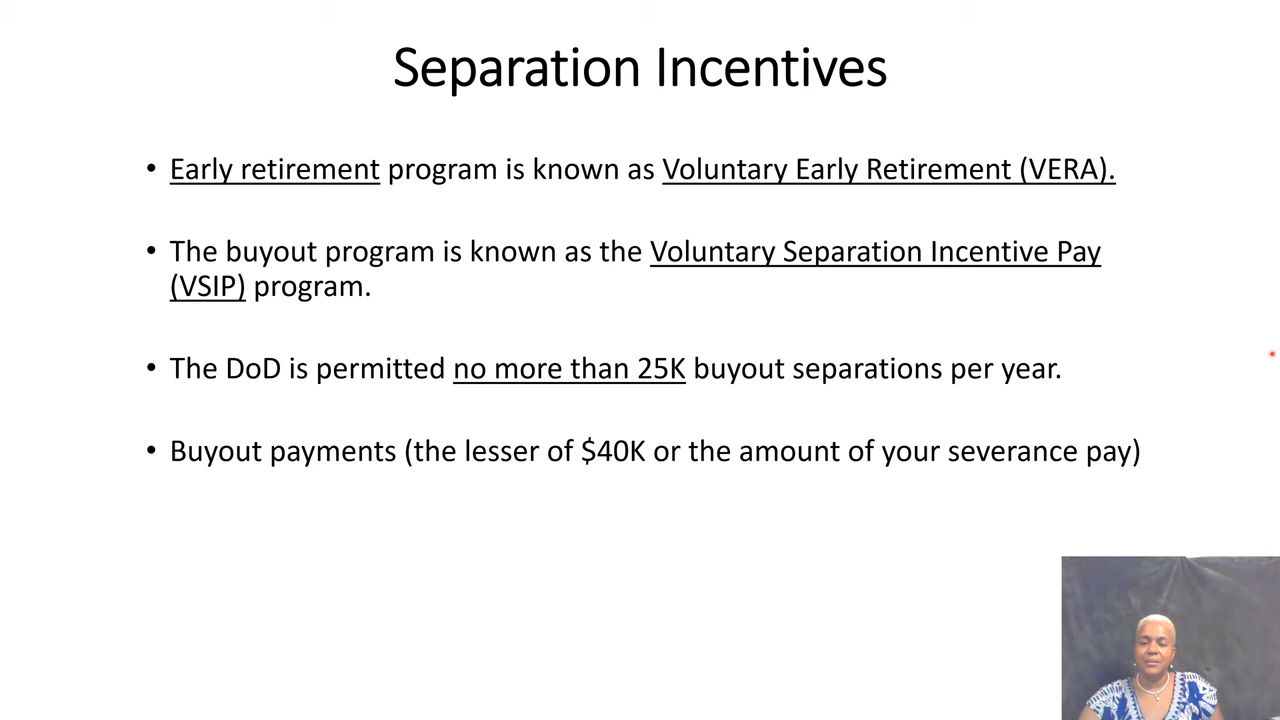 Separation Incentives
• Early retirement program is known as Voluntary Early Retirement (VERA).
• The buyout program is known as the Voluntary Separation Incentive Pay
(VSIP) program.
• The DoD is permitted no more than 25K buyout separations per year.
• Buyout payments (the lesser of $40K or the amount of your severance pay)